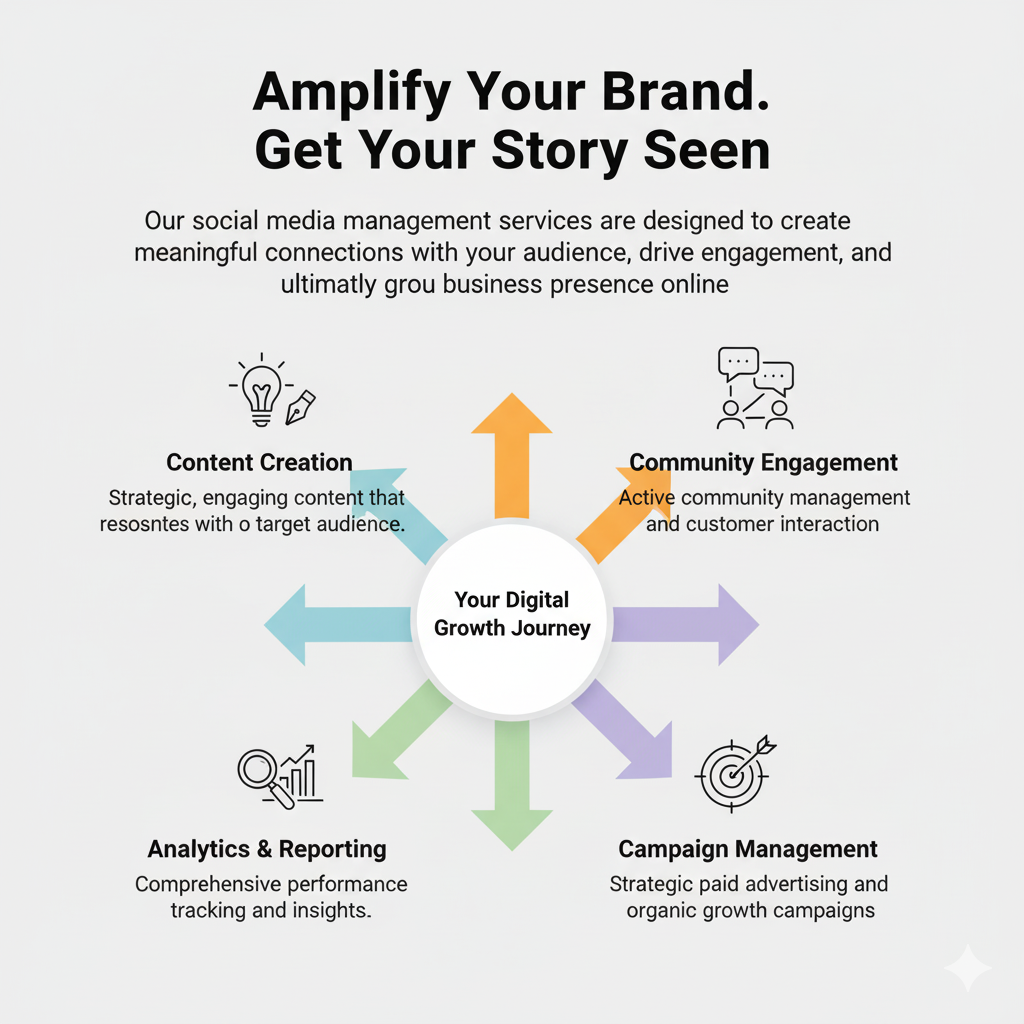 Amplify Your Brand.
Get Your Story Seen
Our social media management services are designed to create
meaningful connections with your audience, drive engagement, and
ultimatly grou business presence online
Content Creation
Strategic, engaging content that
resosntes with o target audience.
Community Engagement
Active community management
and customer interaction
Your Digital
Growth Journey
Analytics & Reporting
Comprehensive performance
tracking and insights.
Campaign Management
Strategic paid advertising and
organic growth campaigns